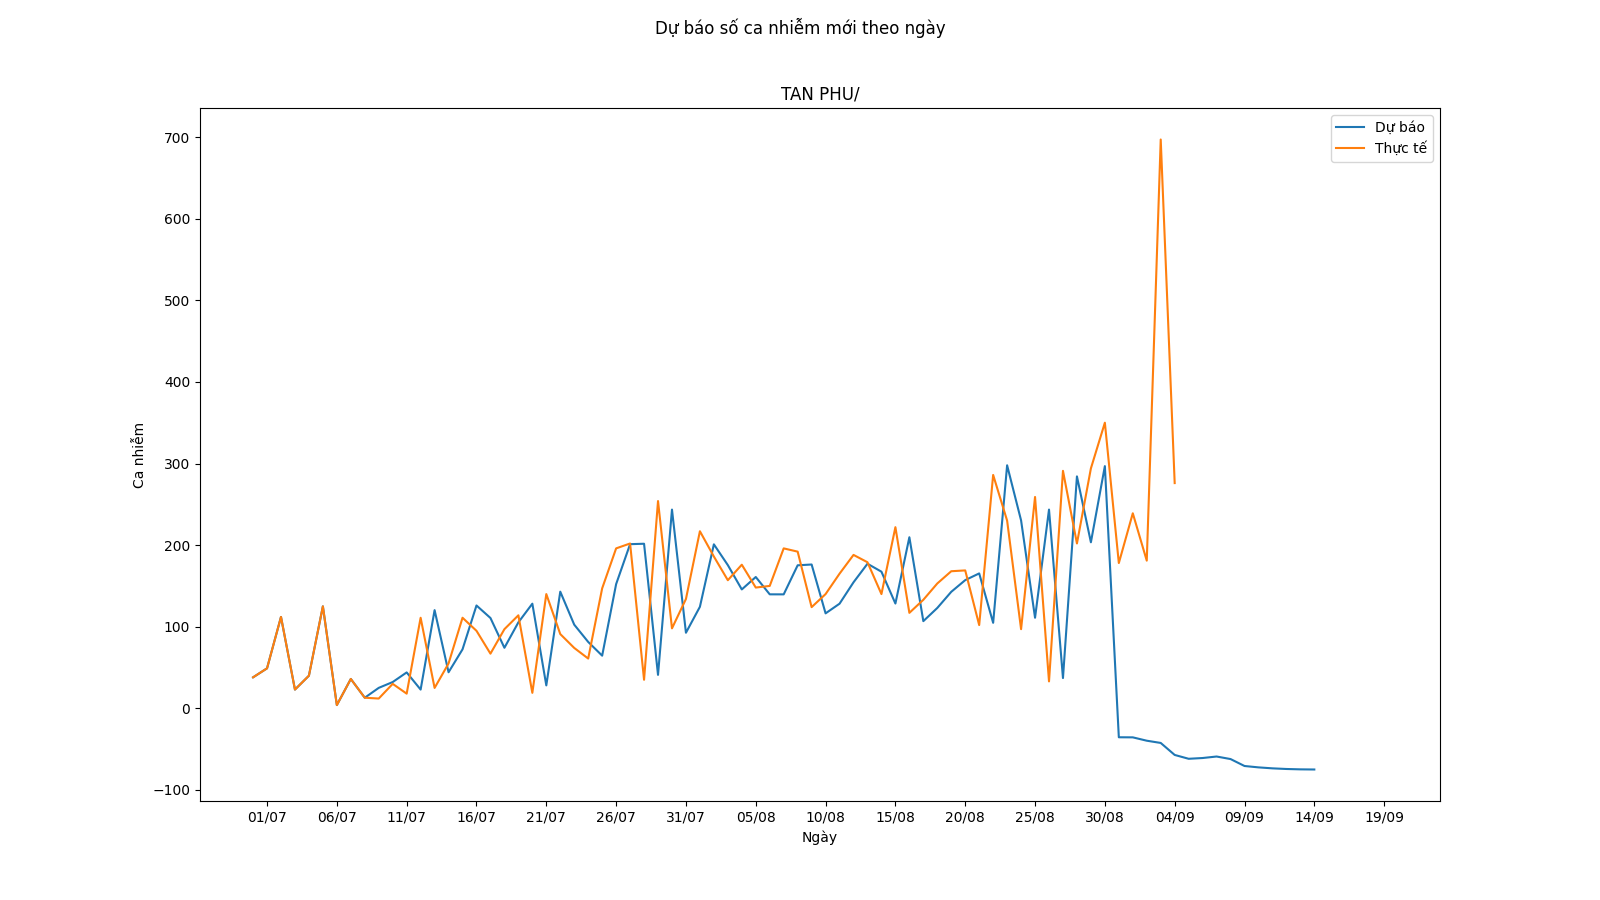 Dự báo số ca nhiễm mới theo ngày
TAN PHU/
Dự báo
Thực tế
700
600
500
400
300
200
100
0
−100
Ca nhiễm
01/07 06/07 11/07 16/07 21/07 26/07 31/07 05/08 10/08 15/08 20/08 25/08 30/08 04/09 09/09 14/09 19/09
Ngày